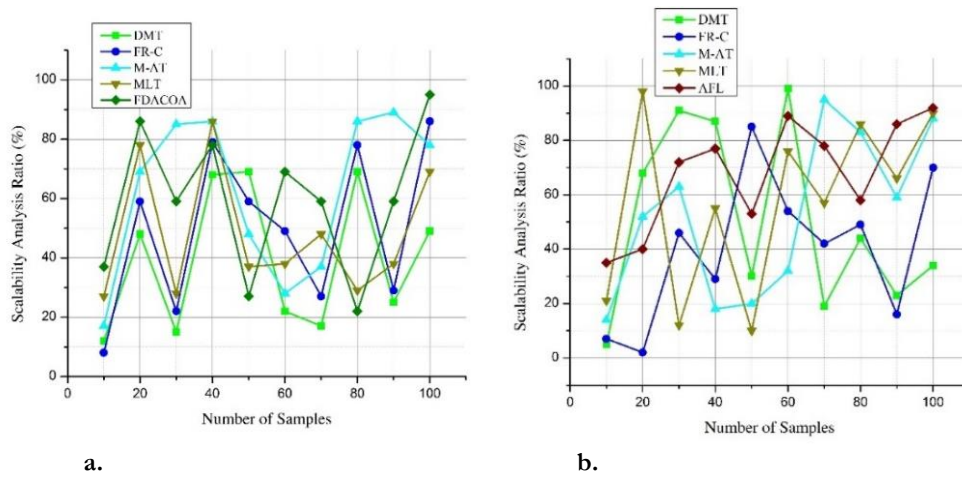 DMT
FR-C
M-AT
MLT
FDACOA
Scalability Analysis Ratio (%)
100
80
60
40
20
0
0 20 40 60 80 100
Number of Samples
a.
DMT
FR-C
M-AT
MLT
AFL
Scalability Analysis Ratio (%)
100
80
60
40
20
0
0 20 40 60 80 100
Number of Samples
b.